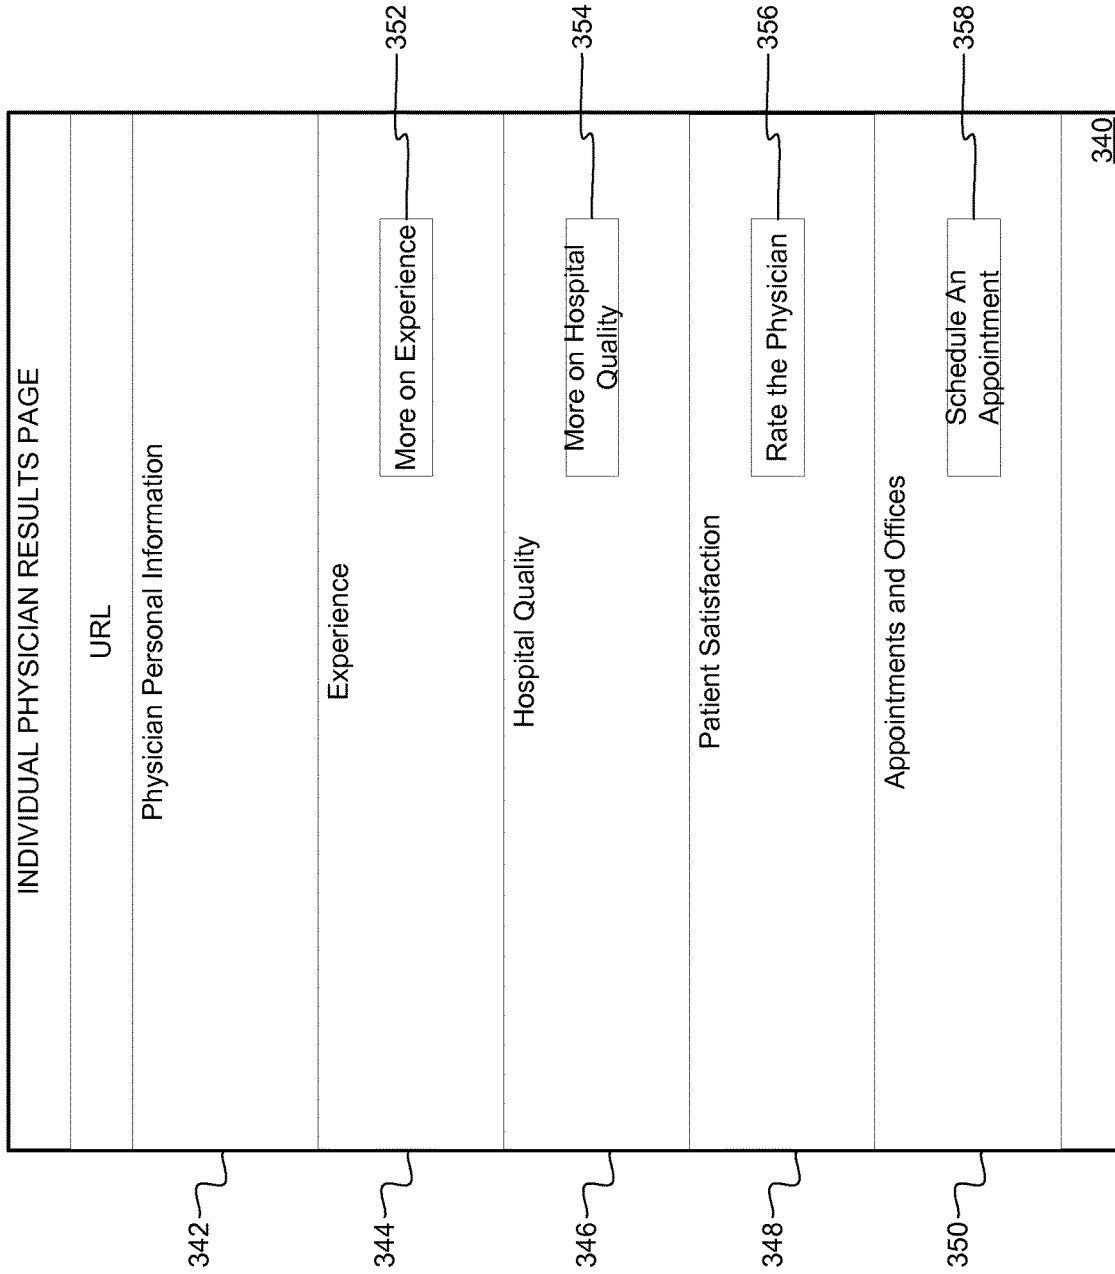 INDIVIDUAL PHYSICIAN RESULTS PAGE
URL
Physician Personal Information
342
Experience
344
More on Experience
352
Hospital Quality
346
More on Hospital
Quality
354
Patient Satisfaction
348
Rate the Physician
356
Appointments and Offices
350
Schedule An
Appointment
358
340